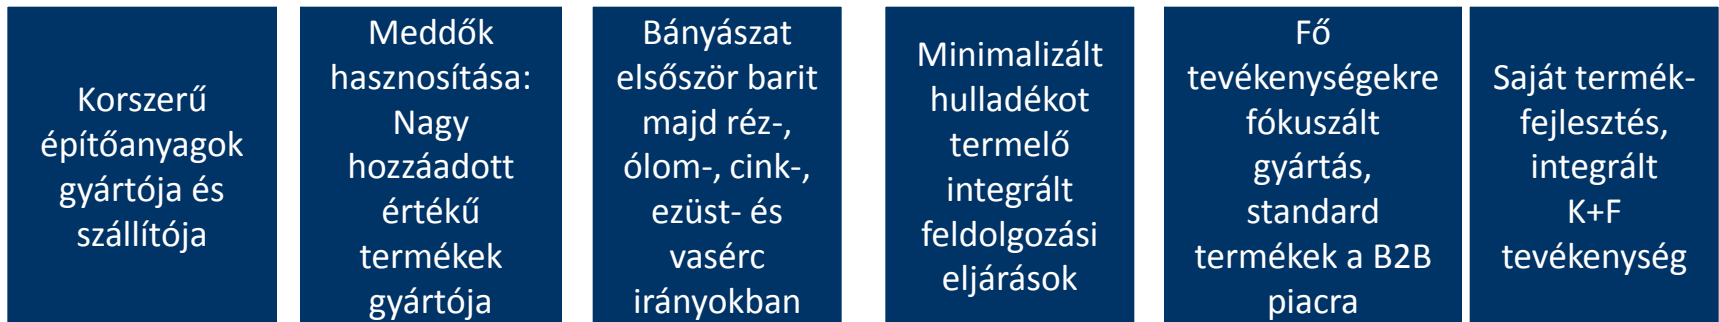 Korszerű
építőanyagok
gyártója és
szállítója
Meddők
hasznosítása:
Nagy
hozzáadott
értékű
termékek
gyártója
Bányászat
elsőször barit
majd réz-,
ólom-, cink-,
ezüst- és
vasérc
irányokban
Minimalizált
hulladékot
termelő
integrált
feldolgozási
eljárások
Fő
tevékenységekre
fókuszált
gyártás,
standard
termékek a B2B
piacra
Saját termék-
fejlesztés,
integrált
K+F
tevékenység